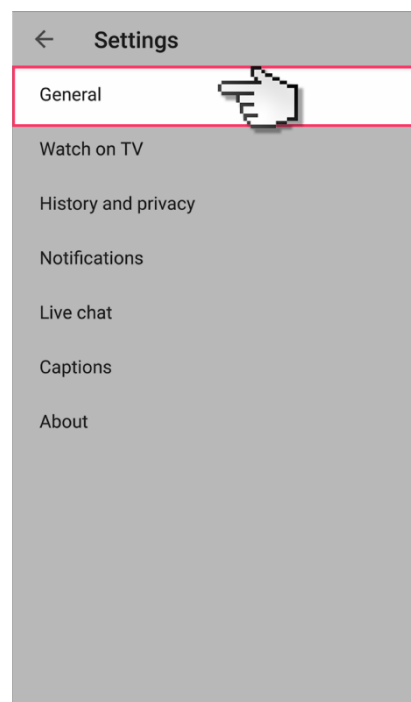 Settings
General
Watch on TV
History and privacy
Notifications
Live chat
Captions
About